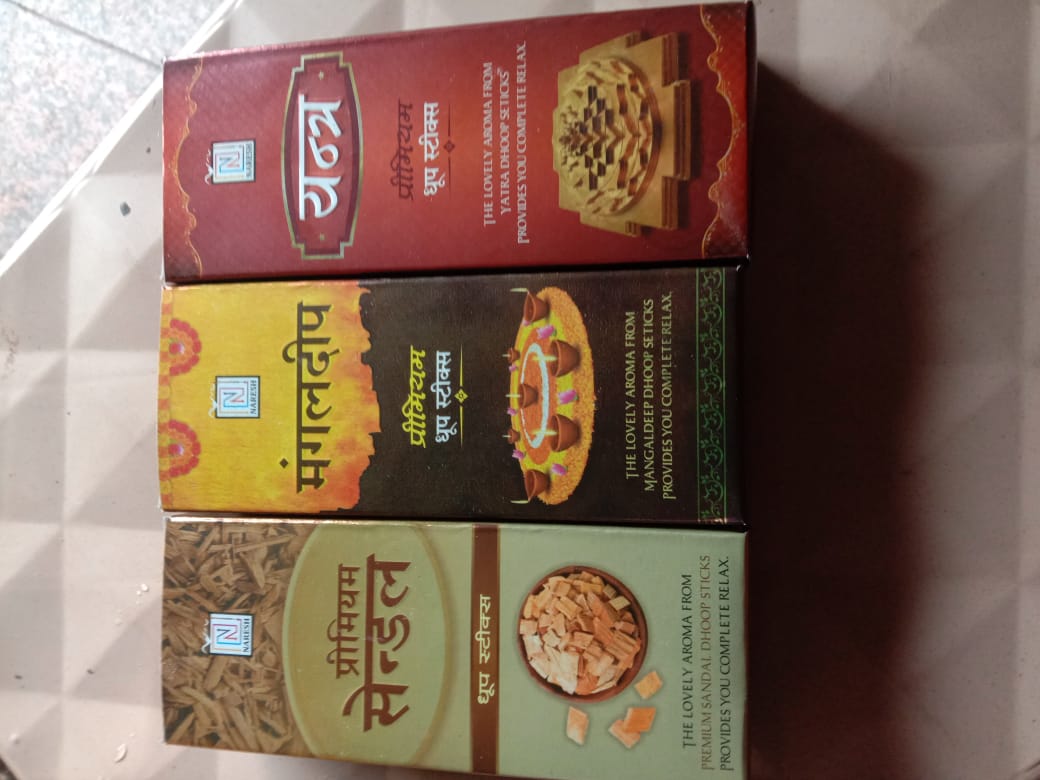 N
NARESH
यन्त्र
प्रीमियम
धूप स्टीक्स
THE LOVELY AROMA FROM
YATRA DHOOP SETICKS"
PROVIDES YOU COMPLETE RELAX.
N
NARESH
मंगलदीप
प्रीमियम
धूप स्टीक्स
THE LOVELY AROMA FROM
MANGALDEEP DHOOP SETICKS
PROVIDES YOU COMPLETE RELAX.
N
NARESH
प्रीमियम
सेन्डल
धूप स्टीक्स
THE LOVELY AROMA FROM
PREMIUM SANDAL DHOOP STICKS
PROVIDES YOU COMPLETE RELAX.